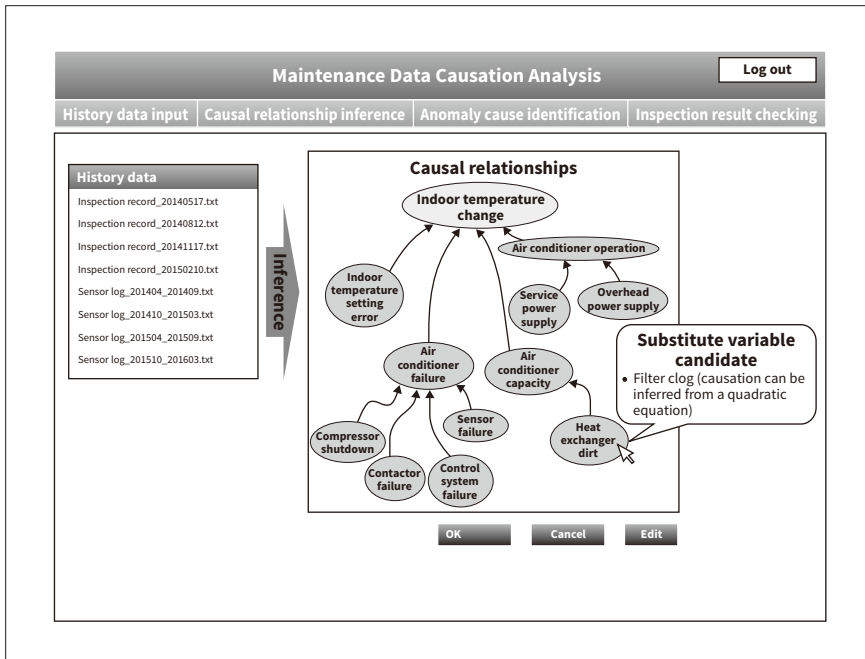 Maintenance Data Causation Analysis
Log out
History data input
Causal relationship inference
Anomaly cause identification
Inspection result checking
History data
Inspection record_20140517.txt
Inspection record_20140812.txt
Inspection record_20141117.txt
Inspection record_20150210.txt
Sensor log_201404_201409.txt
Sensor log_201410_201503.txt
Sensor log_201504_201509.txt
Sensor log_201510_201603.txt
Inference
Causal relationships
Indoor temperature
change
Air conditioner operation
Indoor
temperature
setting
error
Service
power
supply
Overhead
power supply
Air
conditioner
failure
Air
conditioner
capacity
Substitute variable
candidate
• Filter clog (causation can be
inferred from a quadratic
equation)
Compressor
shutdown
Contactor
failure
Control
system
failure
Sensor
failure
Heat
exchanger
dirt
OK
Cancel
Edit